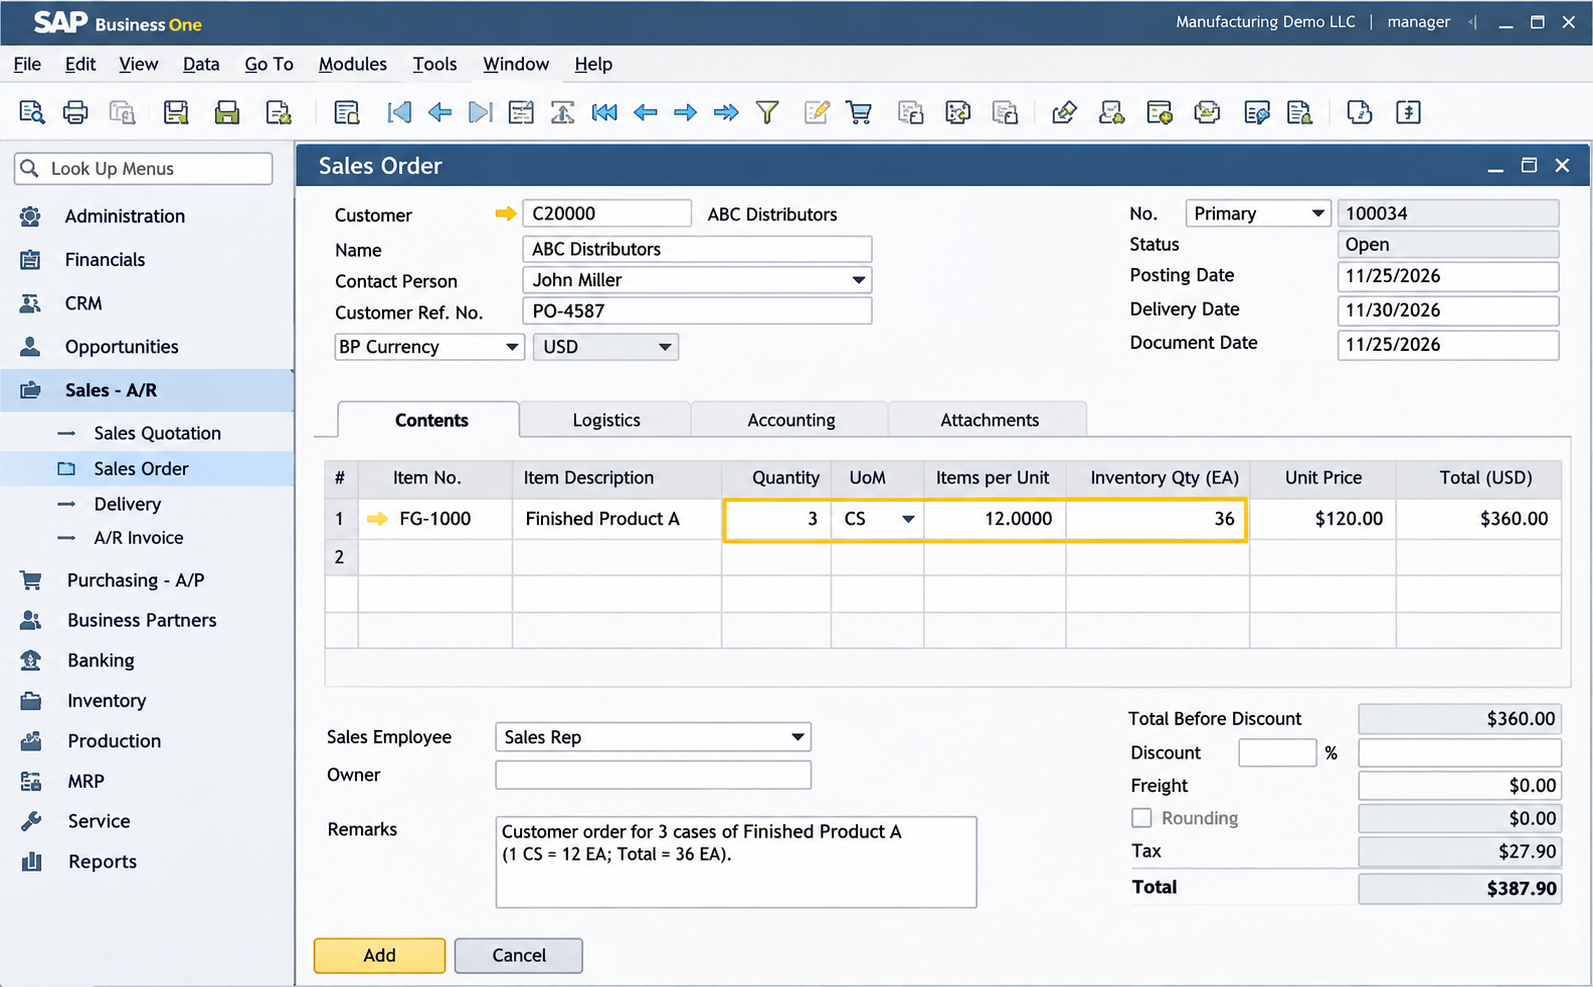 SAP Business One
Manufacturing Demo LLC | manager
File Edit View Data Go To Modules Tools Window Help
Look Up Menus
Administration
Financials
CRM
Opportunities
Sales - A/R
Sales Quotation
Sales Order
Delivery
A/R Invoice
Purchasing - A/P
Business Partners
Banking
Inventory
Production
MRP
Service
Reports
Sales Order
Customer C20000 ABC Distributors
Name ABC Distributors
Contact Person John Miller
Customer Ref. No. PO-4587
BP Currency USD
No. Primary 100034
Status Open
Posting Date 11/25/2026
Delivery Date 11/30/2026
Document Date 11/25/2026
Contents Logistics Accounting Attachments
# Item No. Item Description Quantity UoM Items per Unit Inventory Qty (EA) Unit Price Total (USD)
1 FG-1000 Finished Product A 3 CS 12.0000 36 $120.00 $360.00
2
Sales Employee Sales Rep
Owner
Remarks Customer order for 3 cases of Finished Product A
(1 CS = 12 EA; Total = 36 EA).
Total Before Discount $360.00
Discount %
Freight $0.00
Rounding $0.00
Tax $27.90
Total $387.90
Add Cancel